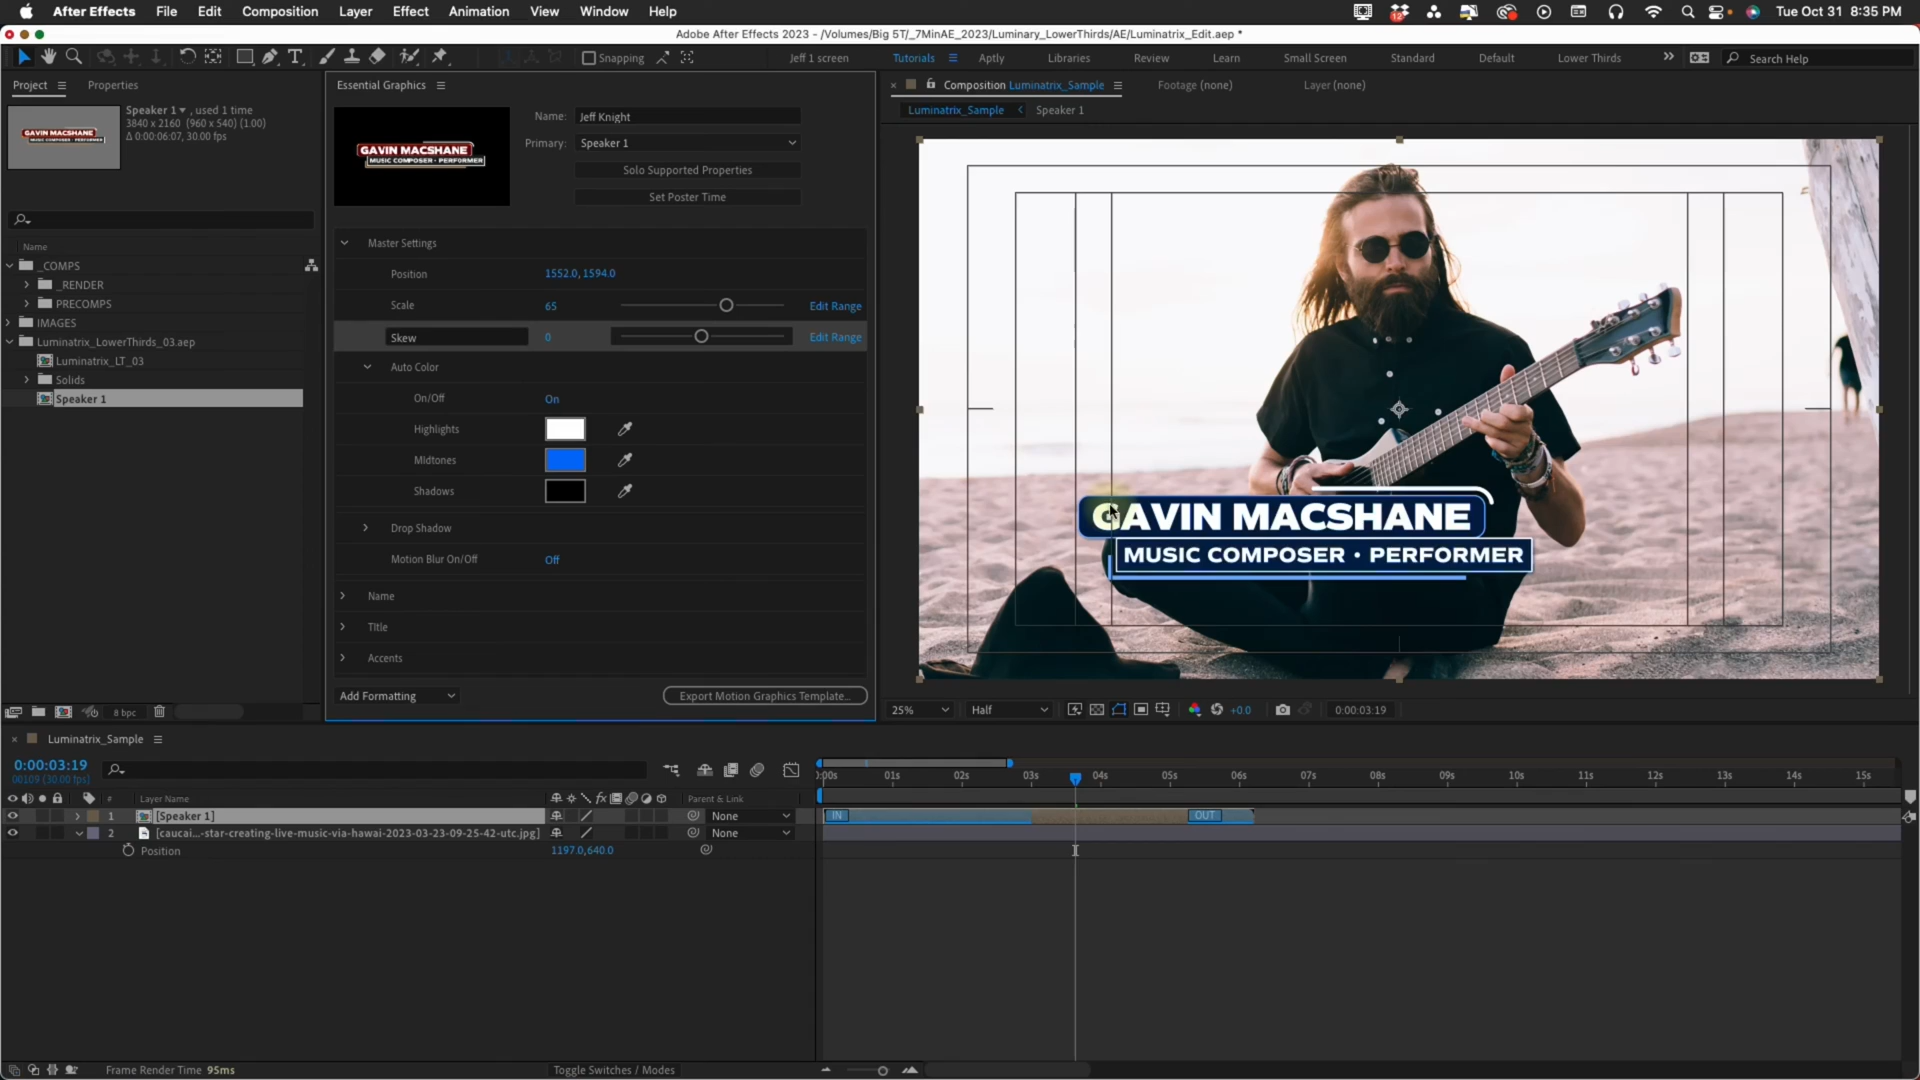 After Effects File Edit Composition Layer Effect Animation View Window Help
12
Tue Oct 31 8:35 PM
Adobe After Effects 2023 - /Volumes/Big 5T/_7MinAE_2023/Luminary_LowerThirds/AE/Luminatrix_Edit.aep *
Snapping
Jeff 1 screen Tutorials Aptly Libraries Review Learn Small Screen Standard Default Lower Thirds
Search Help
Project Properties
Speaker 1 , used 1 time
3840 x 2160 (960 x 540) (1.00)
Δ 0:00:06:07, 30.00 fps
GAVIN MACSHANE
MUSIC COMPOSER • PERFORMER
Name
_COMPS
_RENDER
PRECOMPS
IMAGES
Luminatrix_LowerThirds_03.aep
Luminatrix_LT_03
Solids
Speaker 1
8 bpc
Essential Graphics
GAVIN MACSHANE
MUSIC COMPOSER • PERFORMER
Name: Jeff Knight
Primary: Speaker 1
Solo Supported Properties
Set Poster Time
Master Settings
Position 1552.0, 1594.0
Scale 65 Edit Range
Skew 0 Edit Range
Auto Color
On/Off On
Highlights
Midtones
Shadows
Drop Shadow
Motion Blur On/Off Off
Name
Title
Accents
Add Formatting
Export Motion Graphics Template...
Composition Luminatrix_Sample Footage (none) Layer (none)
Luminatrix_Sample Speaker 1
GAVIN MACSHANE
MUSIC COMPOSER • PERFORMER
25% Half +0.0 0:00:03:19
Luminatrix_Sample
0:00:03:19
00109 (30.00 fps)
# Layer Name fx Parent & Link
1 [Speaker 1] None
2 [caucai...-star-creating-live-music-via-hawai-2023-03-23-09-25-42-utc.jpg] None
Position 1197.0,640.0
:00s 01s 02s 03s 04s 05s 06s 07s 08s 09s 10s 11s 12s 13s 14s 15s
IN OUT
Frame Render Time 95ms
Toggle Switches / Modes